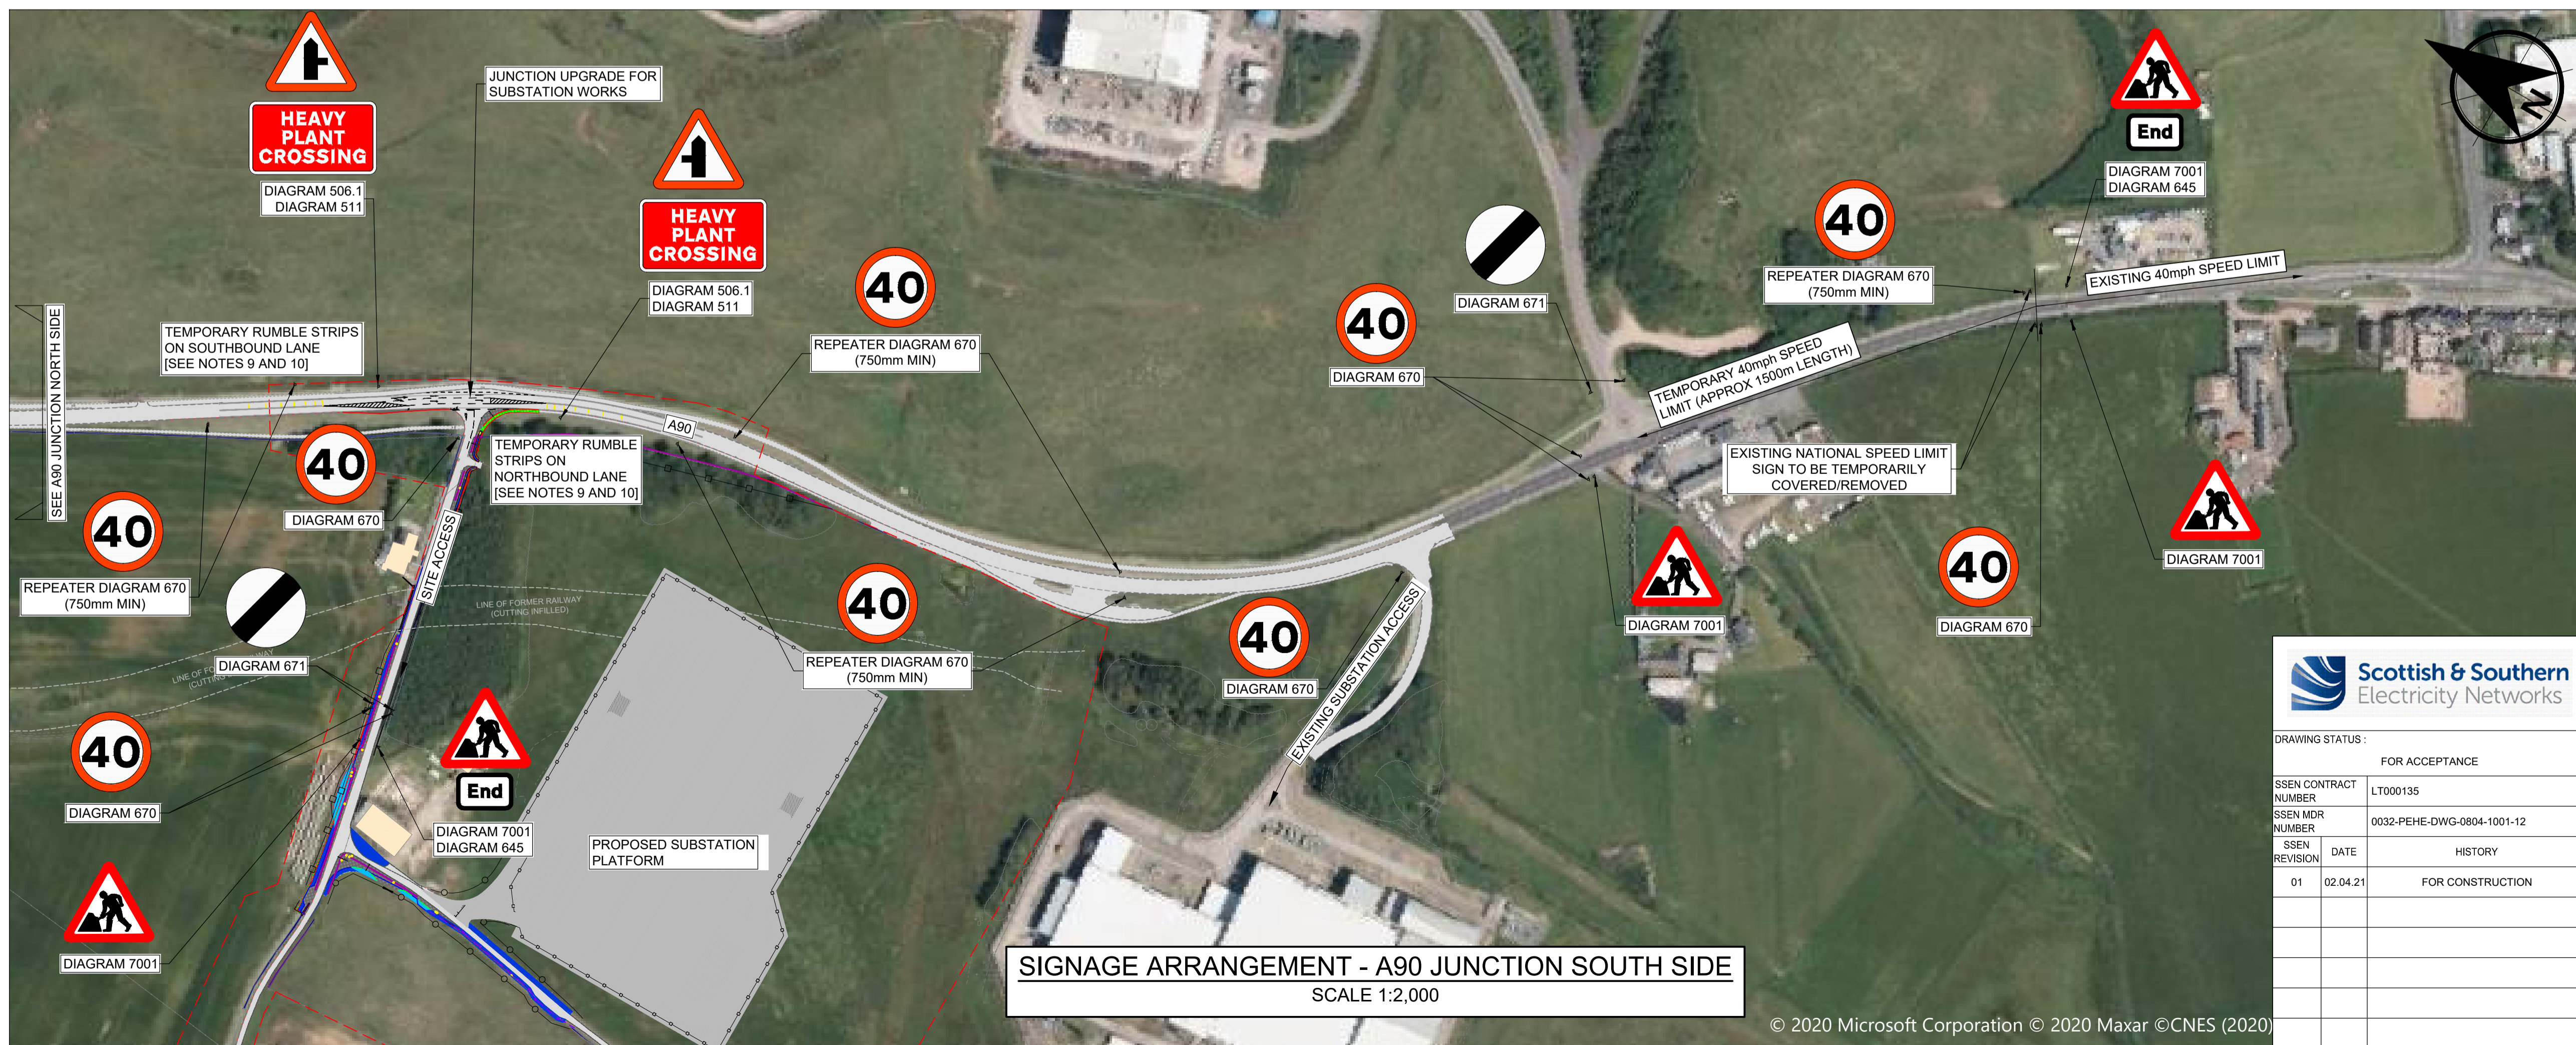 HEAVY
PLANT
CROSSING
DIAGRAM 506.1
DIAGRAM 511
JUNCTION UPGRADE FOR
SUBSTATION WORKS
HEAVY
PLANT
CROSSING
DIAGRAM 506.1
DIAGRAM 511
SEE A90 JUNCTION NORTH SIDE
TEMPORARY RUMBLE STRIPS
ON SOUTHBOUND LANE
[SEE NOTES 9 AND 10]
40
REPEATER DIAGRAM 670
(750mm MIN)
A90
TEMPORARY RUMBLE
STRIPS ON
NORTHBOUND LANE
[SEE NOTES 9 AND 10]
40
DIAGRAM 670
40
REPEATER DIAGRAM 670
(750mm MIN)
SITE ACCESS
LINE OF FORMER RAILWAY
(CUTTING INFILLED)
DIAGRAM 671
40
DIAGRAM 670
End
DIAGRAM 7001
DIAGRAM 645
DIAGRAM 7001
PROPOSED SUBSTATION
PLATFORM
40
REPEATER DIAGRAM 670
(750mm MIN)
40
DIAGRAM 670
EXISTING SUBSTATION ACCESS
40
DIAGRAM 670
DIAGRAM 671
TEMPORARY 40mph SPEED
LIMIT (APPROX 1500m LENGTH)
40
REPEATER DIAGRAM 670
(750mm MIN)
End
DIAGRAM 7001
DIAGRAM 645
EXISTING 40mph SPEED LIMIT
N
EXISTING NATIONAL SPEED LIMIT
SIGN TO BE TEMPORARILY
COVERED/REMOVED
DIAGRAM 7001
40
DIAGRAM 670
DIAGRAM 7001
SIGNAGE ARRANGEMENT - A90 JUNCTION SOUTH SIDE
SCALE 1:2,000
© 2020 Microsoft Corporation © 2020 Maxar ©CNES (2020)
Scottish & Southern
Electricity Networks
DRAWING STATUS :
FOR ACCEPTANCE
SSEN CONTRACT
NUMBER
LT000135
SSEN MDR
NUMBER
0032-PEHE-DWG-0804-1001-12
SSEN
REVISION
DATE
HISTORY
01
02.04.21
FOR CONSTRUCTION